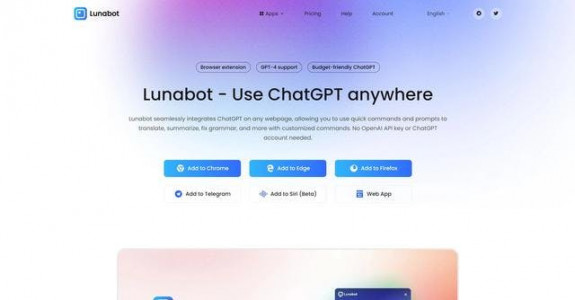 Lunabot
Apps
Pricing
Help
Account
English
Browser extension
GPT-4 support
Budget-friendly ChatGPT
Lunabot - Use ChatGPT anywhere
Lunabot seamlessly integrates ChatGPT on any webpage, allowing you to use quick commands and prompts to
translate, summarize, fix grammar, and more with customized commands. No OpenAI API key or ChatGPT
account needed.
Add to Chrome
Add to Edge
Add to Firefox
Add to Telegram
Add to Siri (Beta)
Web App
Lunabot